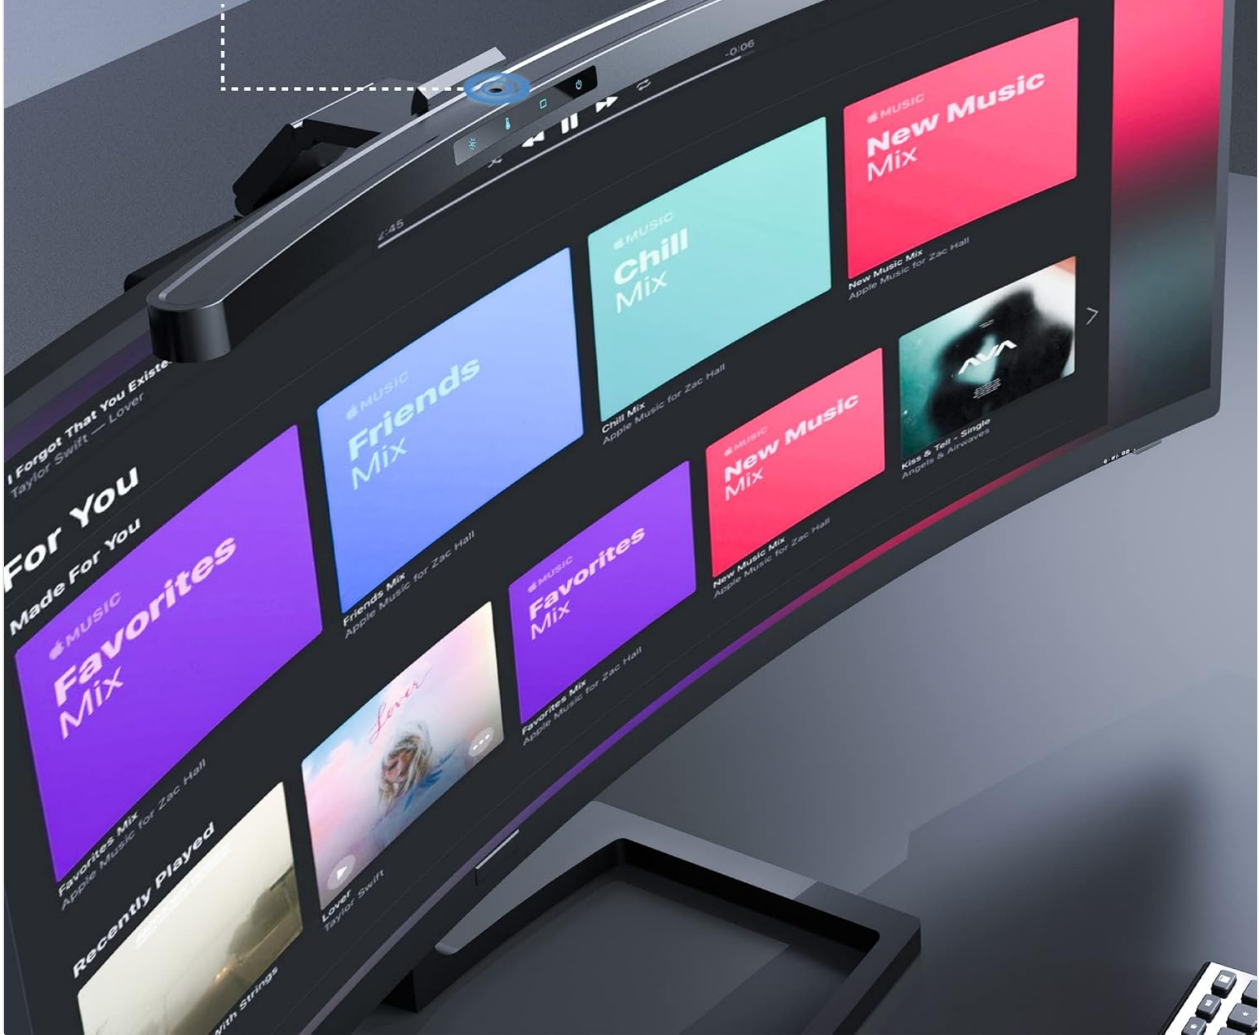 2:45
-0:06
I Forgot That You Existe
Taylor Swift — Lover
For You
Made For You
MUSIC
Favorites
Mix
Favorites Mix
Apple Music for Zac Hall
MUSIC
Friends
Mix
Friends Mix
Apple Music for Zac Hall
MUSIC
Chill
Mix
Chill Mix
Apple Music for Zac Hall
MUSIC
New Music
Mix
New Music Mix
Apple Music for Zac Hall
Recently Played
with Strings
Lover
Lover
Taylor Swift
MUSIC
Favorites
Mix
Favorites Mix
Apple Music for Zac Hall
MUSIC
New Music
Mix
New Music Mix
Apple Music for Zac Hall
AVA
Kiss & Tell - Single
Angels & Airwaves